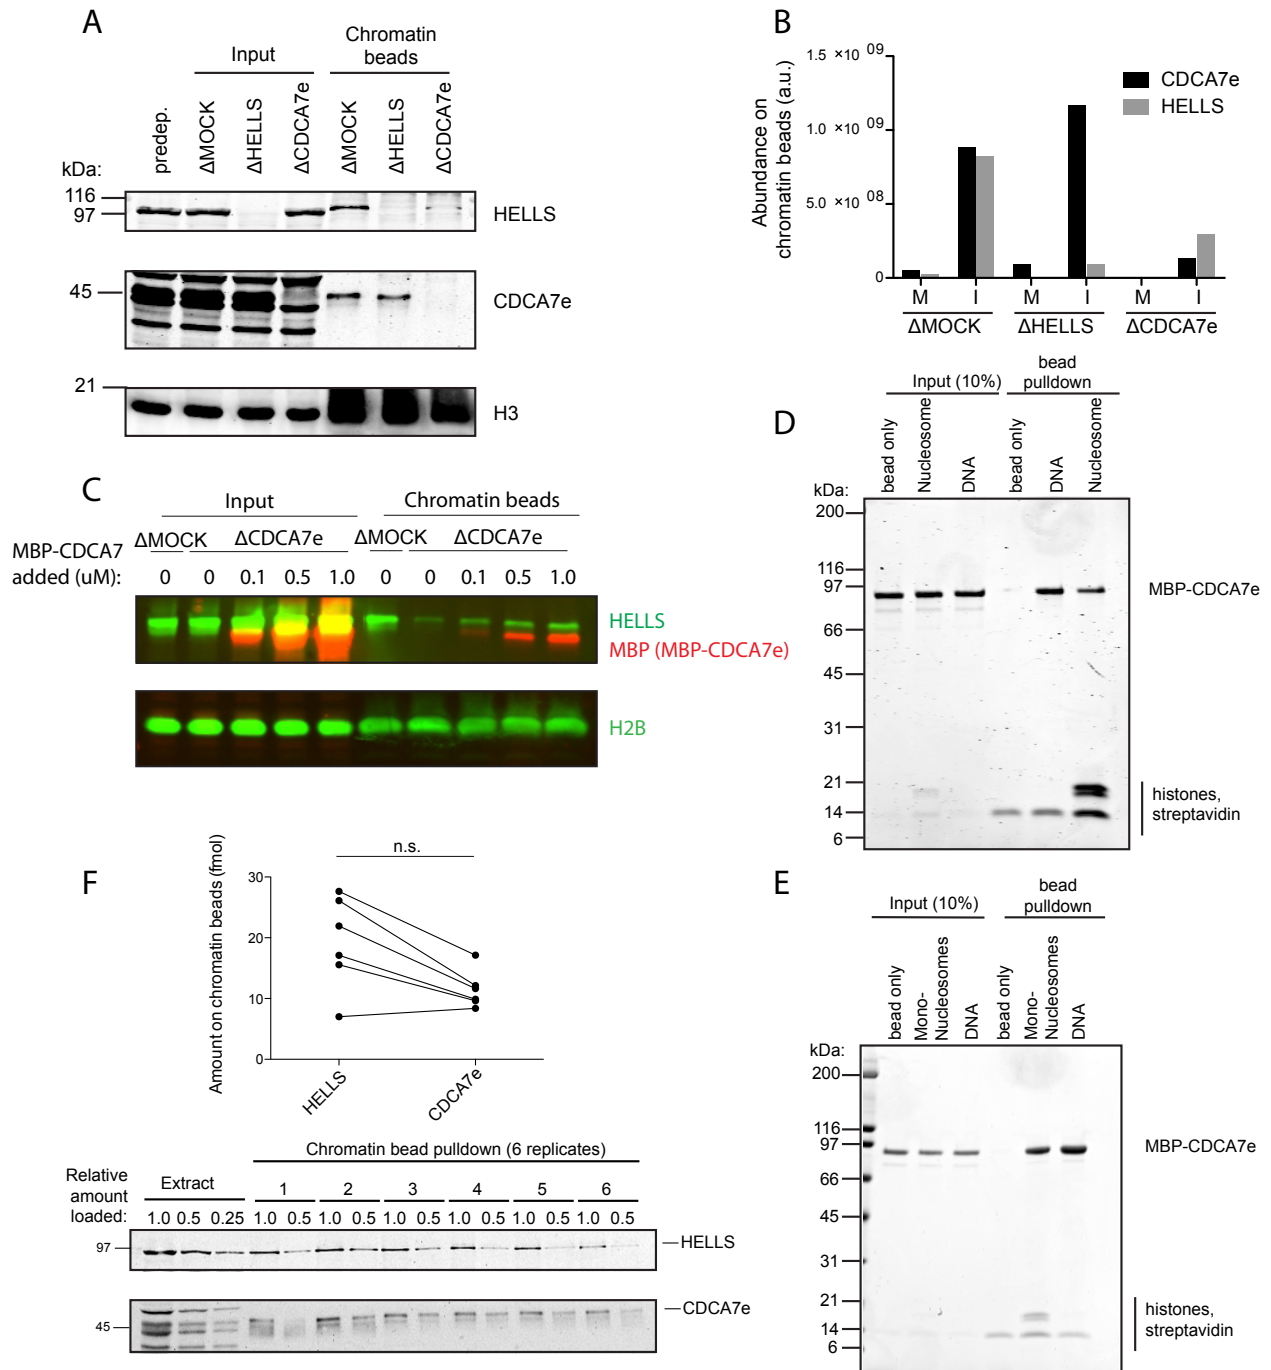 A
Input
Chromatin
beads
predep.
ΔMOCK
ΔHELLS
ΔCDCA7e
ΔMOCK
ΔHELLS
ΔCDCA7e
kDa:
116
97
HELLS
45
CDCA7e
21
H3
B
Abundance on
chromatin beads (a.u.)
1.5 ×10 09
1.0 ×10 09
5.0 ×10 08
0
CDCA7e
HELLS
M I M I M I
ΔMOCK ΔHELLS ΔCDCA7e
C
Input
Chromatin beads
ΔMOCK ΔCDCA7e ΔMOCK ΔCDCA7e
MBP-CDCA7
added (uM):
0 0 0.1 0.5 1.0 0 0 0.1 0.5 1.0
HELLS
MBP (MBP-CDCA7e)
H2B
D
Input (10%)
bead
pulldown
bead only
Nucleosome
DNA
bead only
DNA
Nucleosome
kDa:
200
116
97
66
45
31
21
14
6
MBP-CDCA7e
histones,
streptavidin
E
Input (10%)
bead
pulldown
bead only
Mono-
Nucleosomes
DNA
bead only
Mono-
Nucleosomes
DNA
kDa:
200
116
97
66
45
31
21
14
6
MBP-CDCA7e
histones,
streptavidin
F
n.s.
Amount on chromatin beads (fmol)
30
20
10
0
HELLS
CDCA7e
Chromatin bead pulldown (6 replicates)
Relative
amount
loaded:
Extract 1 2 3 4 5 6
1.0 0.5 0.25 1.0 0.5 1.0 0.5 1.0 0.5 1.0 0.5 1.0 0.5 1.0 0.5
97
HELLS
45
CDCA7e